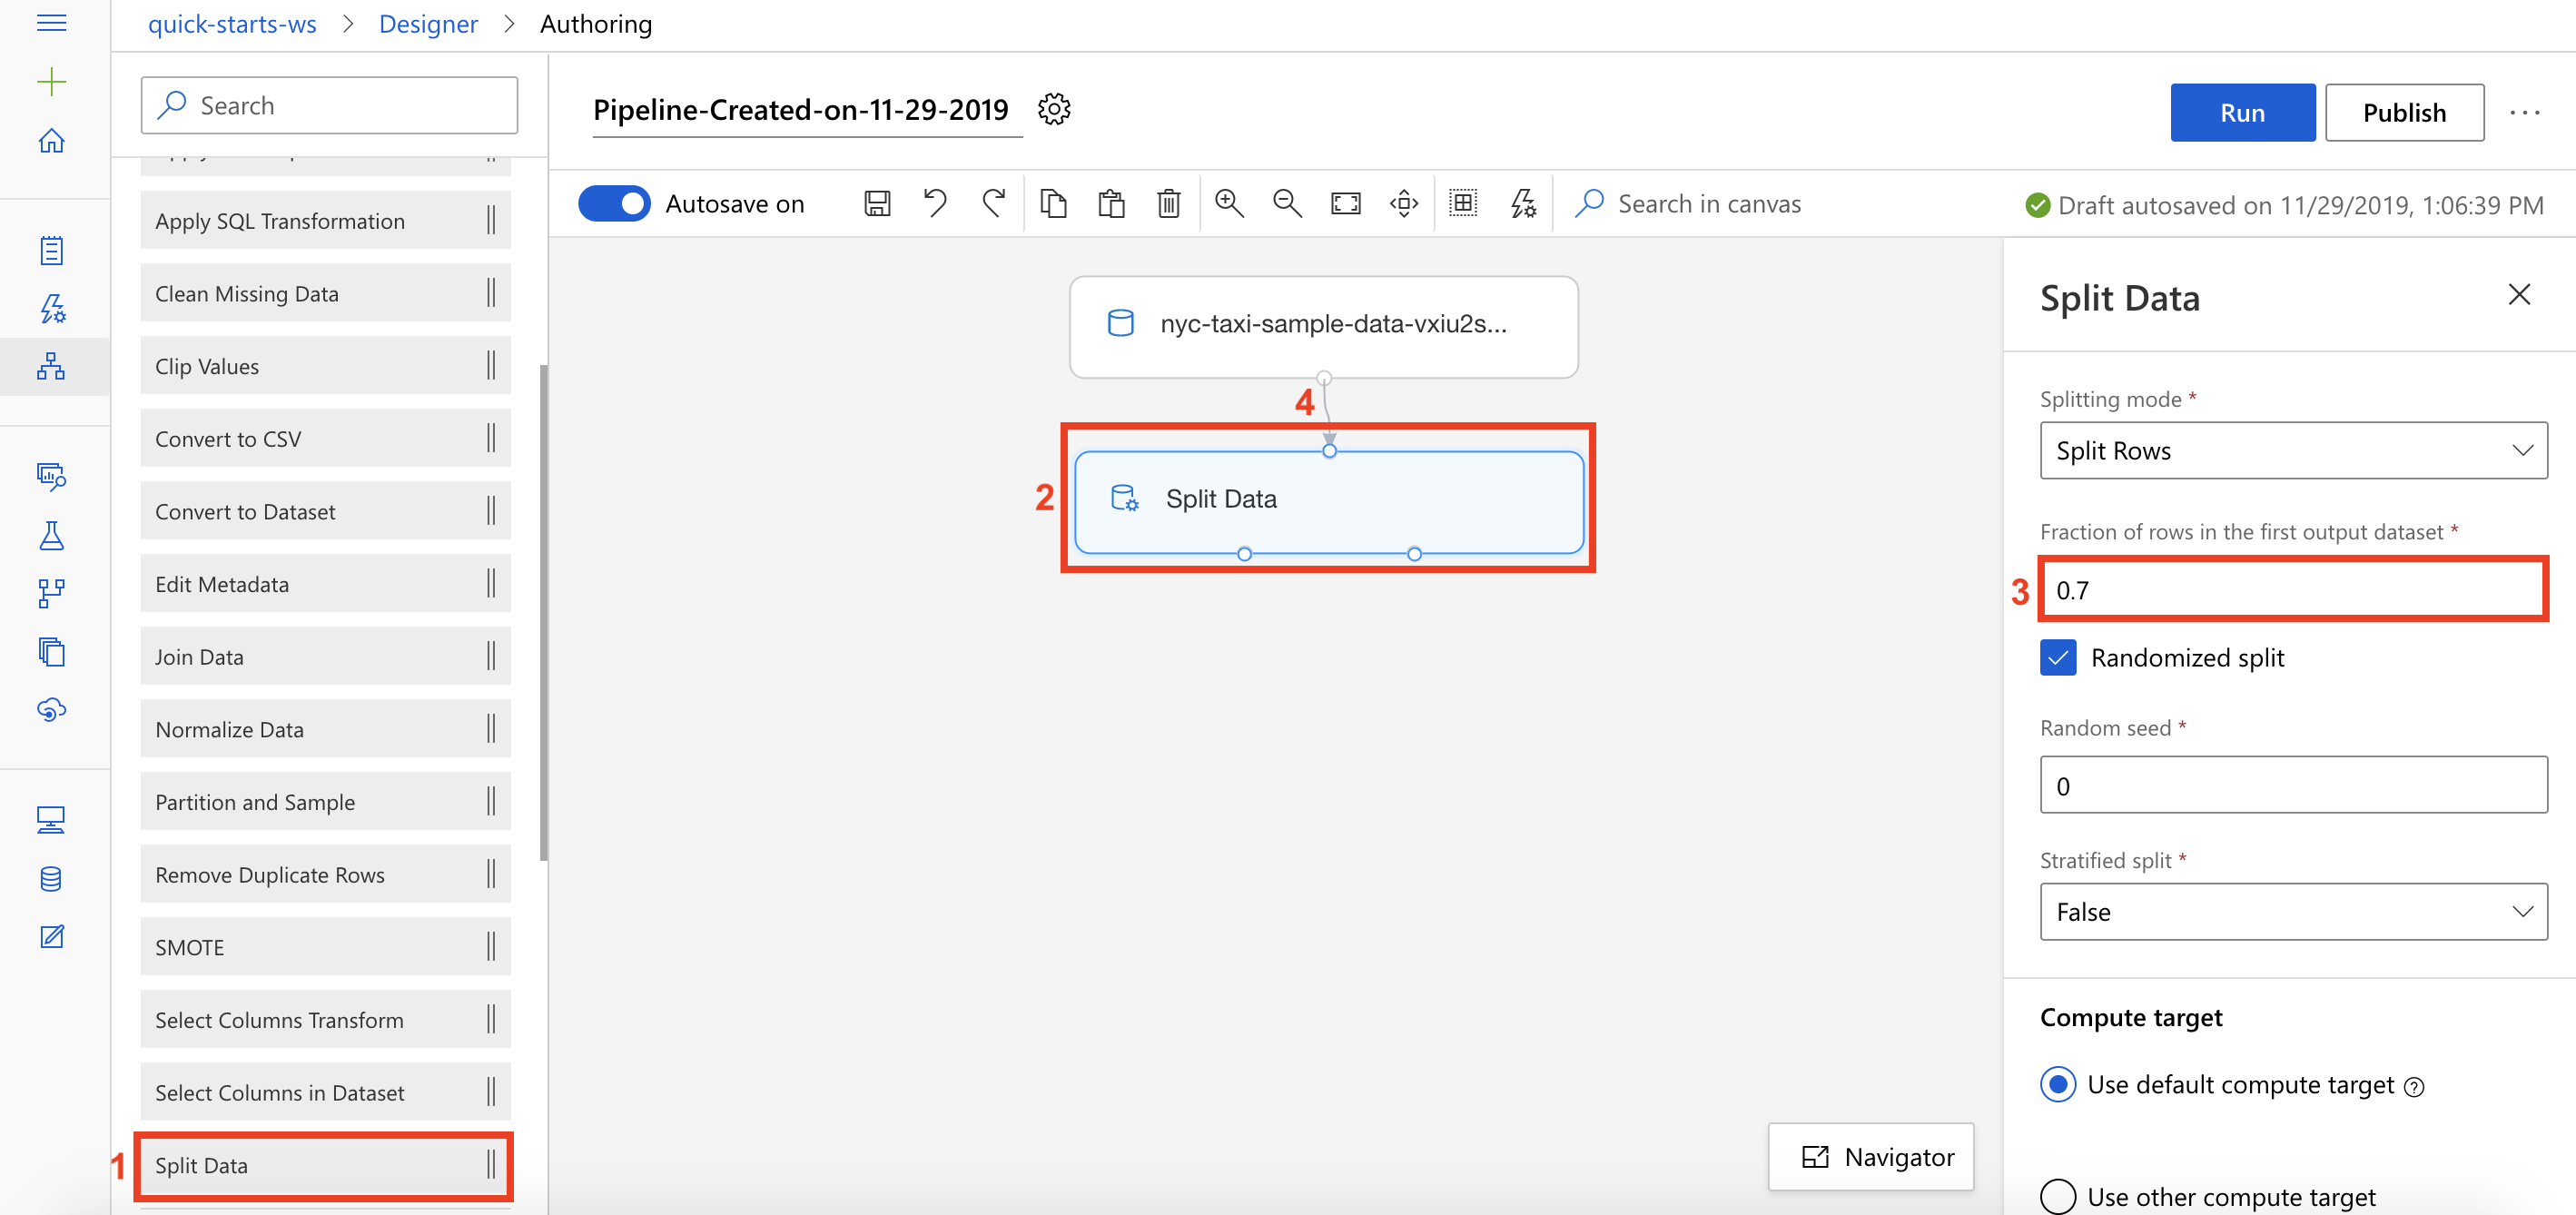 quick-starts-ws > Designer > Authoring
Search
Apply SQL Transformation
Clean Missing Data
Clip Values
Convert to CSV
Convert to Dataset
Edit Metadata
Join Data
Normalize Data
Partition and Sample
Remove Duplicate Rows
SMOTE
Select Columns Transform
Select Columns in Dataset
1 Split Data
Pipeline-Created-on-11-29-2019
Run
Publish
Autosave on
Search in canvas
Draft autosaved on 11/29/2019, 1:06:39 PM
nyc-taxi-sample-data-vxiu2s...
4
2 Split Data
Navigator
Split Data
Splitting mode *
Split Rows
Fraction of rows in the first output dataset *
3 0.7
Randomized split
Random seed *
0
Stratified split *
False
Compute target
Use default compute target
Use other compute target